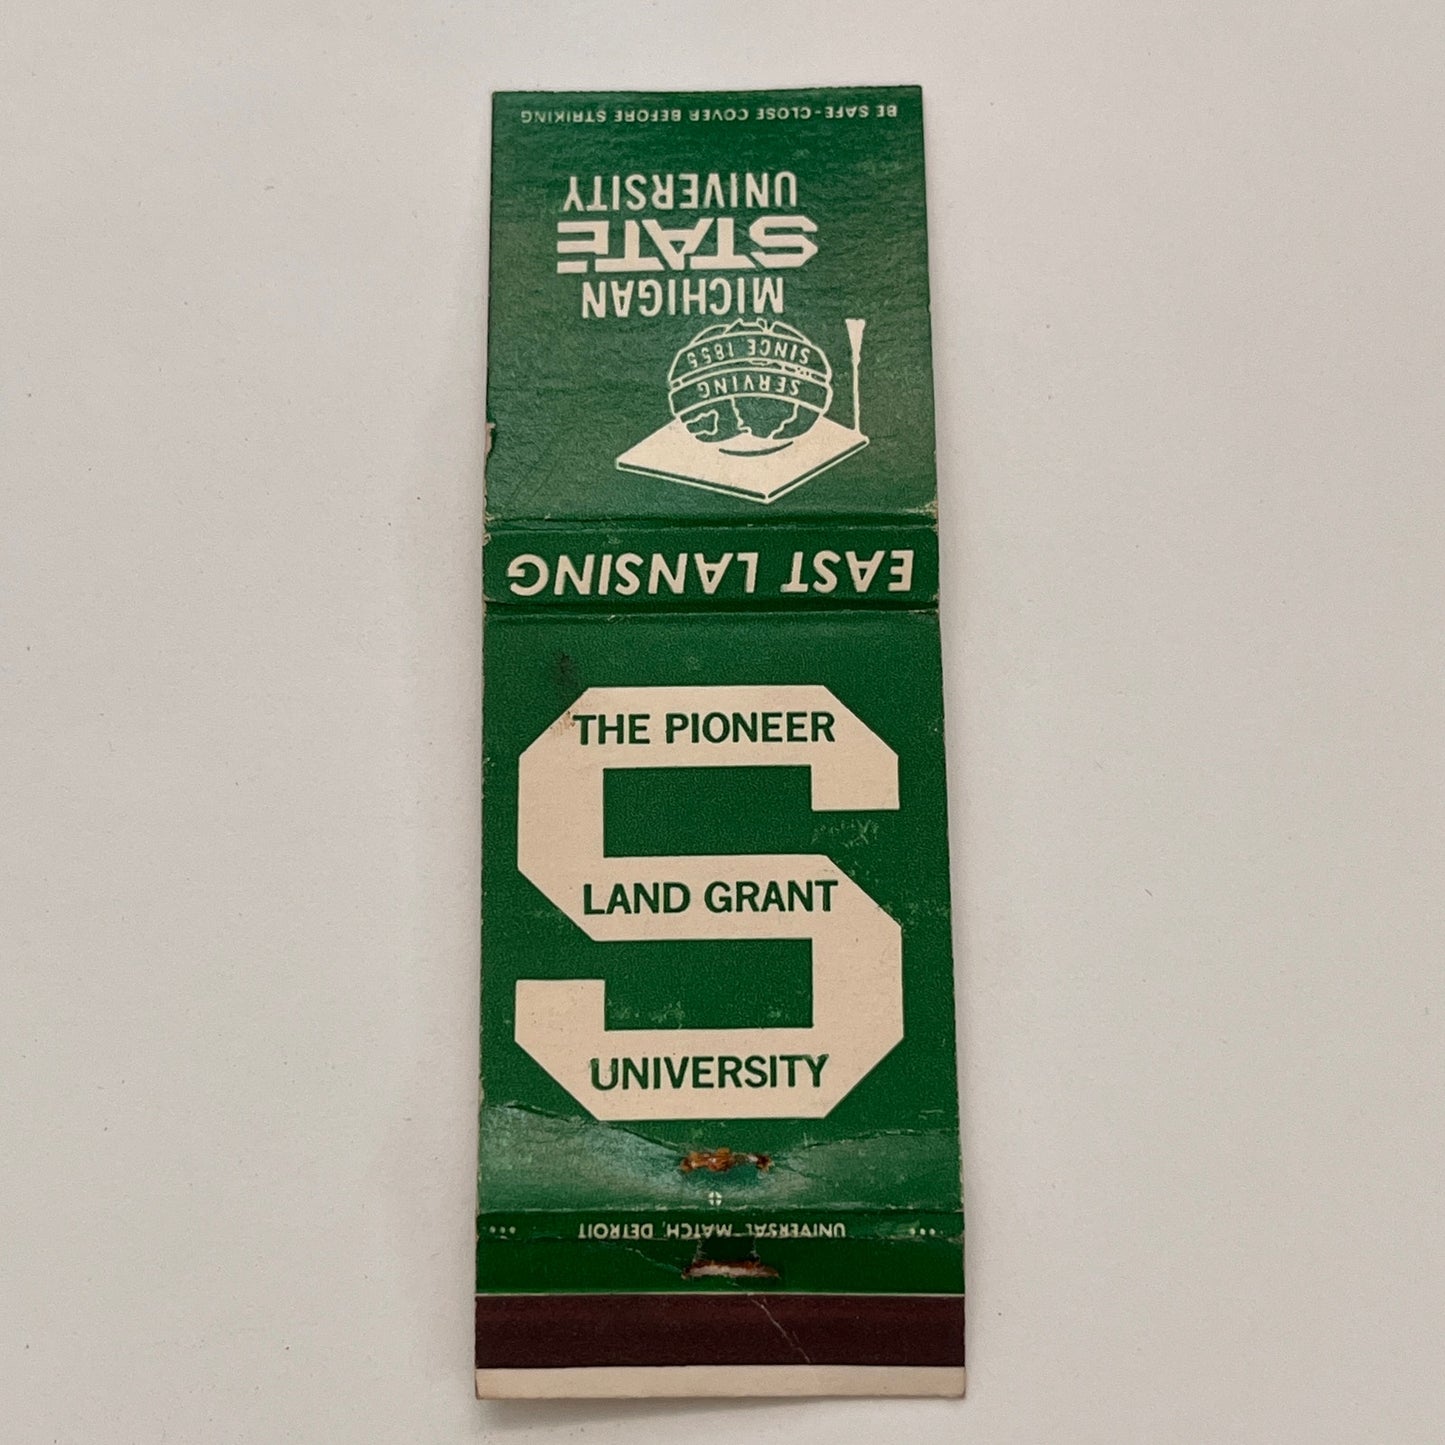 BE SAFE - CLOSE COVER BEFORE STRIKING
SERVING
SINCE 1855
MICHIGAN
STATE
UNIVERSITY
EAST LANSING
THE PIONEER
LAND GRANT
UNIVERSITY
UNIVERSAL MATCH, DETROIT